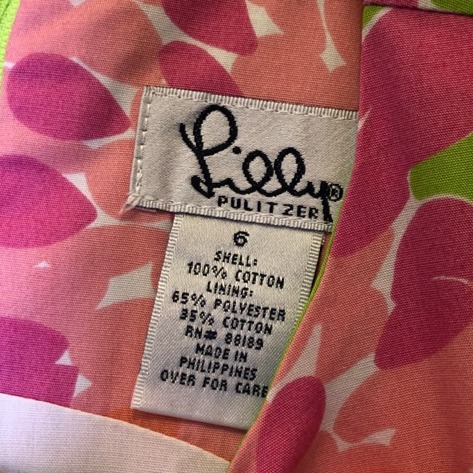 Lilly®
PULITZER
6
SHELL:
100% COTTON
LINING:
65% POLYESTER
35% COTTON
RN# 88189
MADE IN
PHILIPPINES
OVER FOR CARE